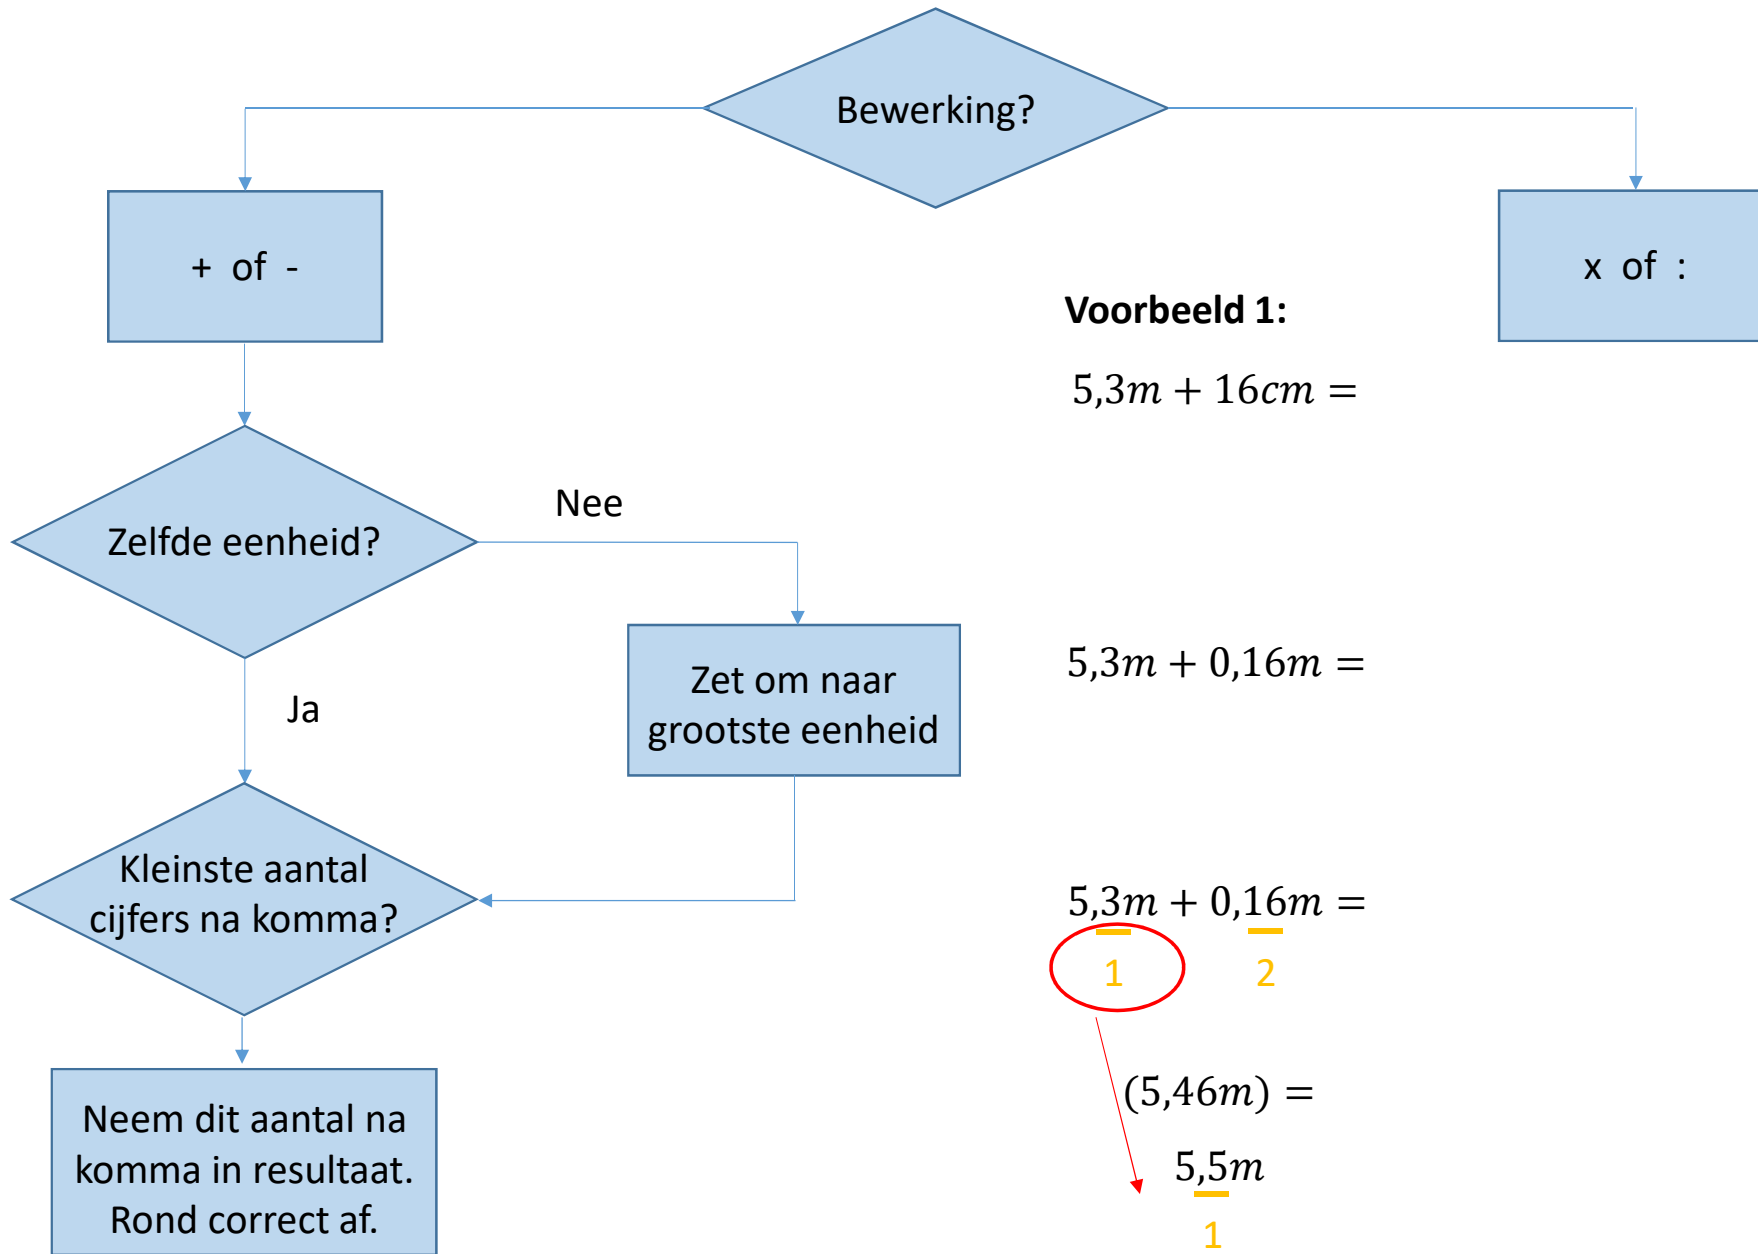 Bewerking?
+ of -
x of :
Voorbeeld 1:
5,3m + 16cm =
Nee
Zelfde eenheid?
Zet om naar
grootste eenheid
5,3m + 0,16m =
Ja
Kleinste aantal
cijfers na komma?
5,3m + 0,16m =
1 2
(5,46m) =
Neem dit aantal na
komma in resultaat.
Rond correct af.
5,5m
1